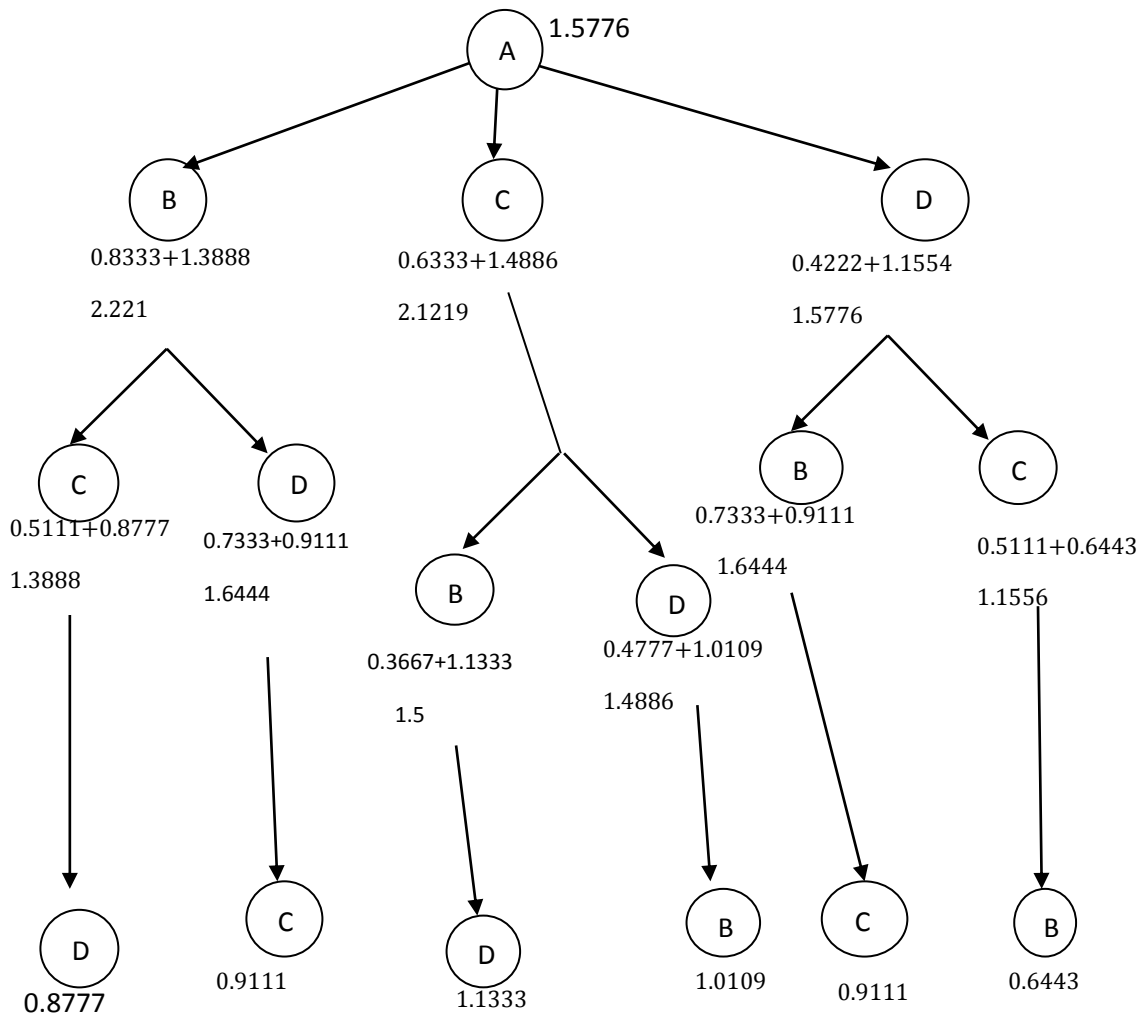 A
1.5776
B
C
D
0.8333+1.3888
0.6333+1.4886
0.4222+1.1554
2.221
2.1219
1.5776
C
D
B
C
0.5111+0.8777
0.7333+0.9111
0.7333+0.9111
0.5111+0.6443
1.3888
1.6444
1.6444
1.1556
B
D
0.3667+1.1333
0.4777+1.0109
1.5
1.4886
D
C
D
B
C
B
0.8777
0.9111
1.1333
1.0109
0.9111
0.6443